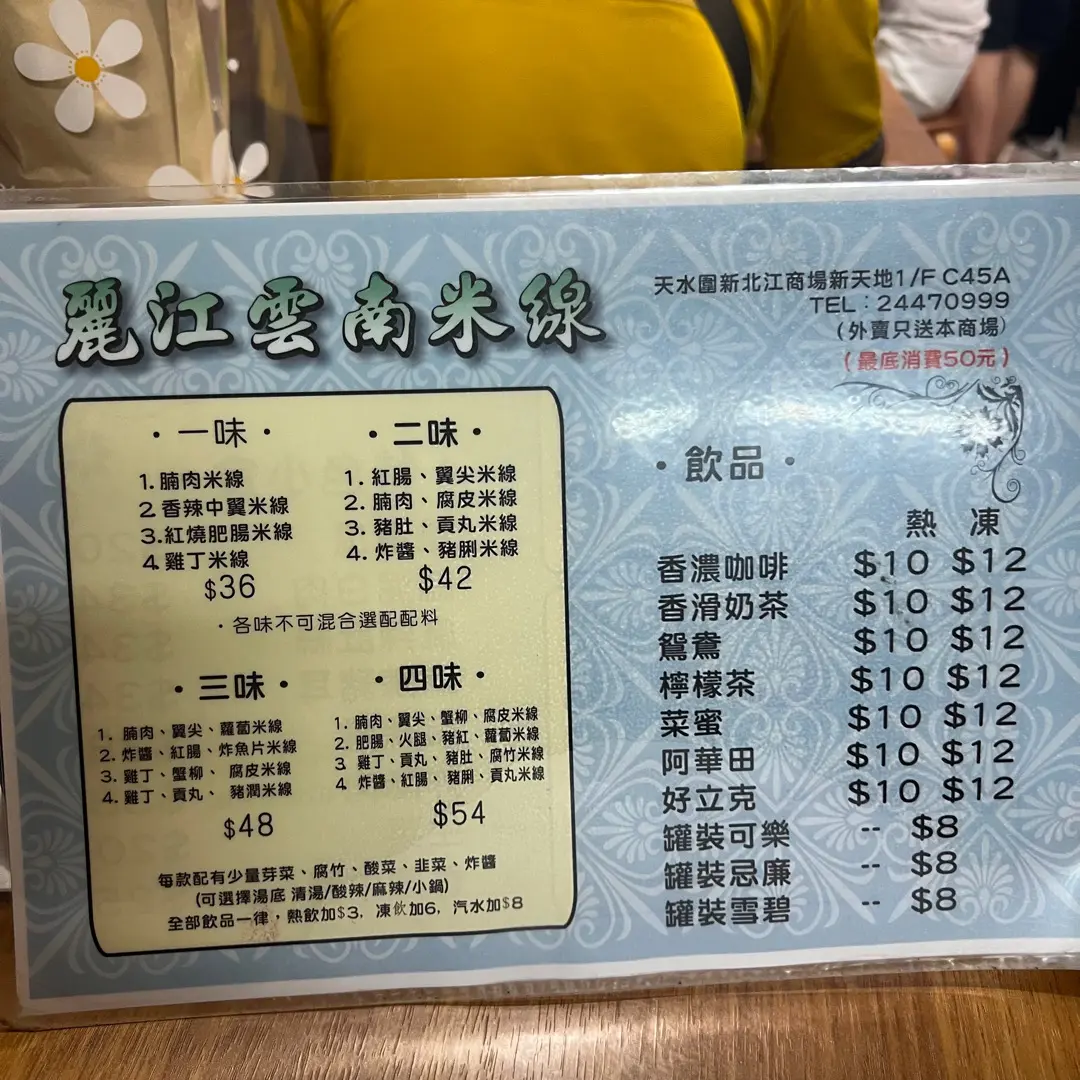 麗江雲南米線
天水圍新北江商場新天地1/F C45A
TEL：24470999
(外賣只送本商場)
(最底消費50元)
·一味·
1.腩肉米線
2.香辣中翼米線
3.紅燒肥腸米線
4.雞丁米線
$36
·二味·
1. 紅腸、翼尖米線
2. 腩肉、腐皮米線
3. 豬肚、貢丸米線
4. 炸醬、豬脷米線
$42
·各味不可混合選配配料
·三味·
1. 腩肉、翼尖、蘿蔔米線
2. 炸醬、紅腸、炸魚片米線
3. 雞丁、蟹柳、腐皮米線
4. 雞丁、貢丸、豬潤米線
$48
·四味·
1. 腩肉、翼尖、蟹柳、腐皮米線
2. 肥腸、火腿、豬紅、蘿蔔米線
3. 雞丁、貢丸、豬肚、腐竹米線
4. 炸醬、紅腸、豬脷、貢丸米線
$54
每款配有少量芽菜、腐竹、酸菜、韭菜、炸醬
(可選擇湯底 清湯/酸辣/麻辣/小鍋)
全部飲品一律，熱飲加$3，凍飲加6，汽水加$8
·飲品·
熱 凍
香濃咖啡 $10 $12
香滑奶茶 $10 $12
鴛鴦 $10 $12
檸檬茶 $10 $12
菜蜜 $10 $12
阿華田 $10 $12
好立克 $10 $12
罐裝可樂 -- $8
罐裝忌廉 -- $8
罐裝雪碧 -- $8